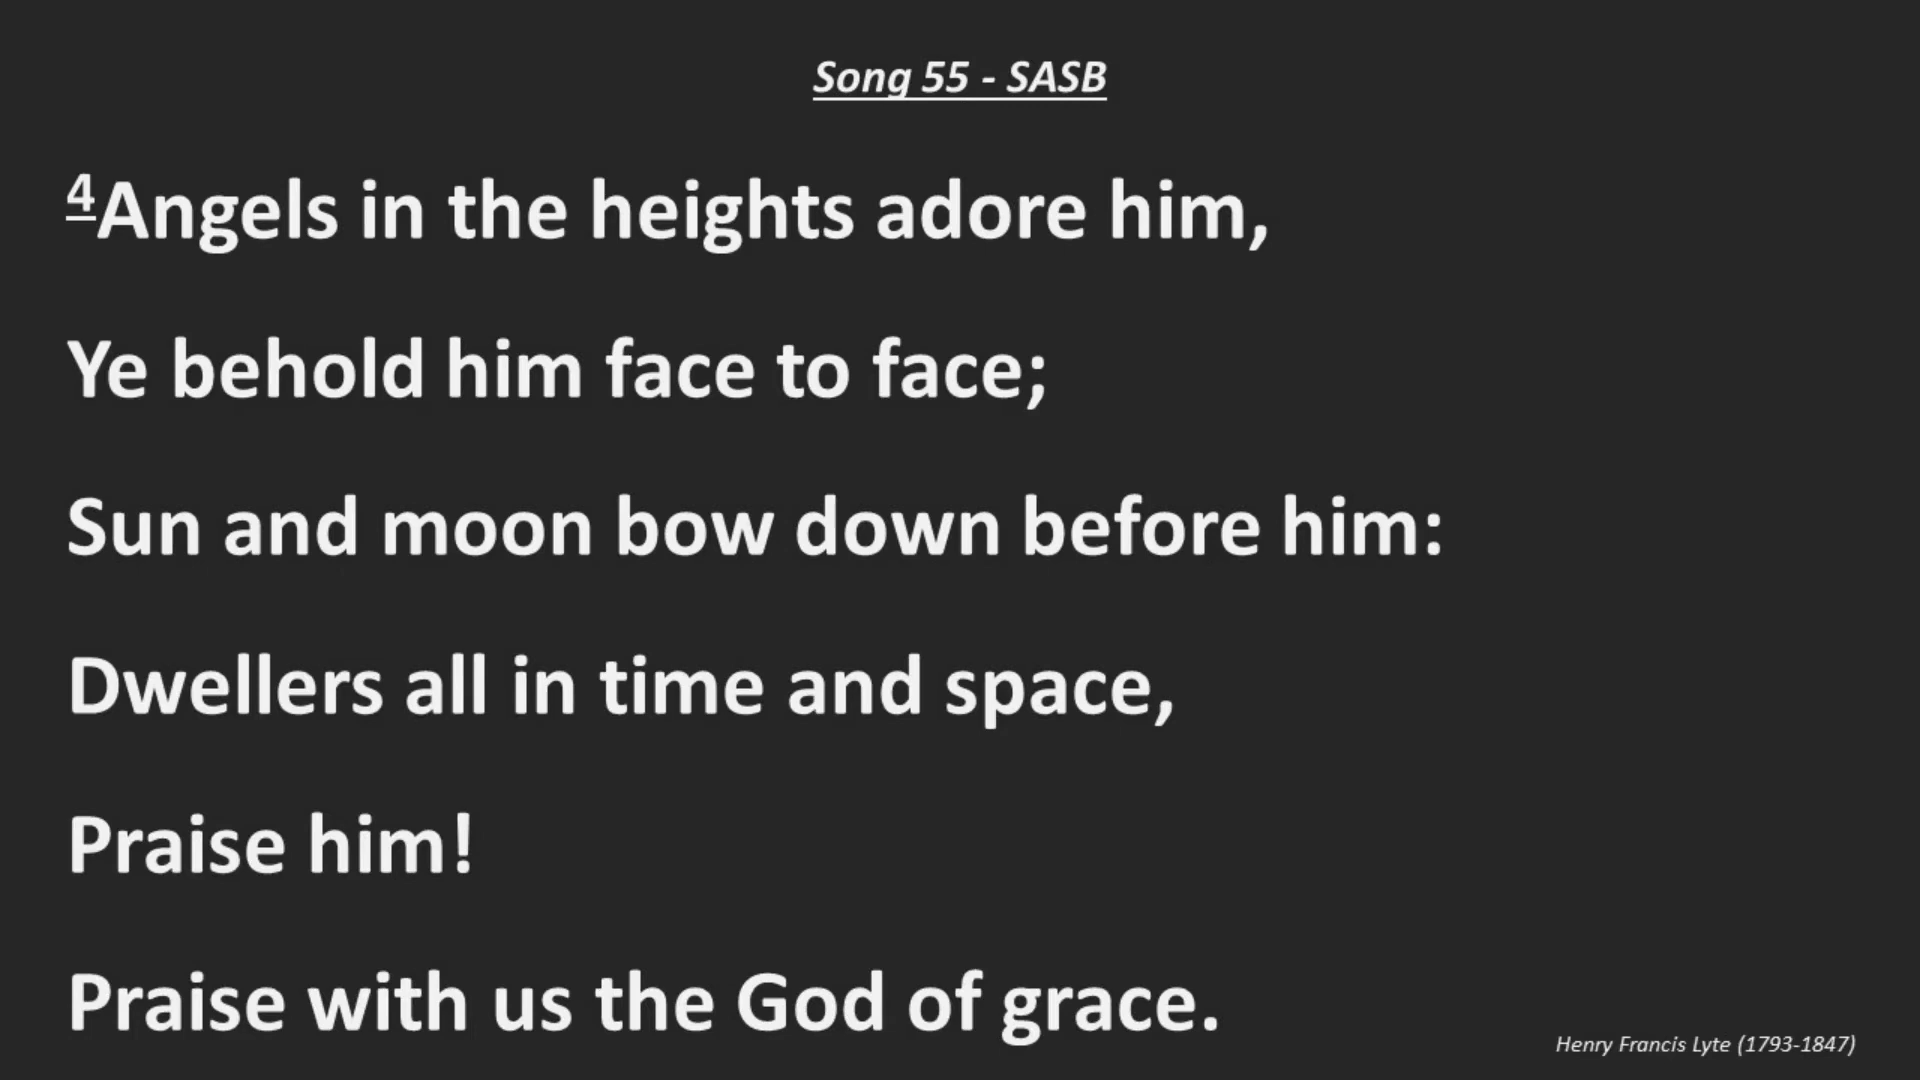 Song 55 - SASB
4Angels in the heights adore him,
Ye behold him face to face;
Sun and moon bow down before him:
Dwellers all in time and space,
Praise him!
Praise with us the God of grace.
Henry Francis Lyte (1793-1847)